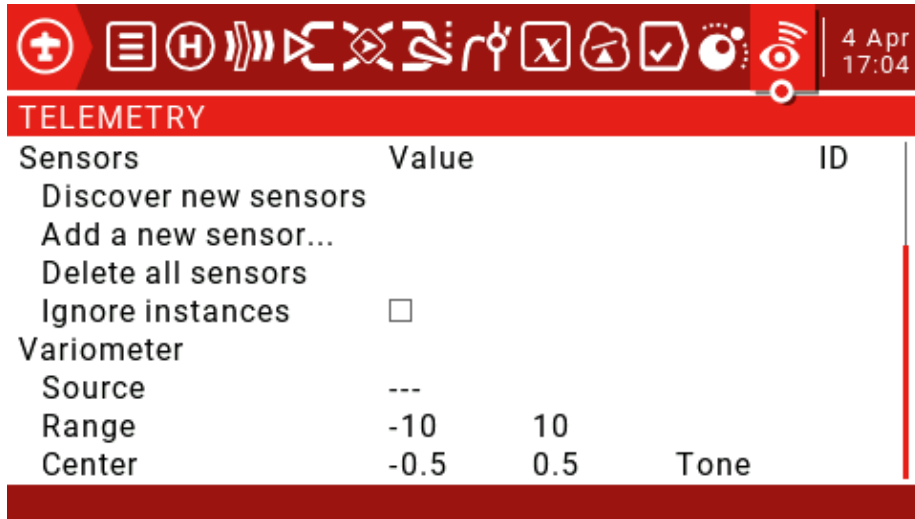 H x 4 Apr
17:04
TELEMETRY
Sensors Value ID
Discover new sensors
Add a new sensor...
Delete all sensors
Ignore instances
Variometer
Source ---
Range -10 10
Center -0.5 0.5 Tone